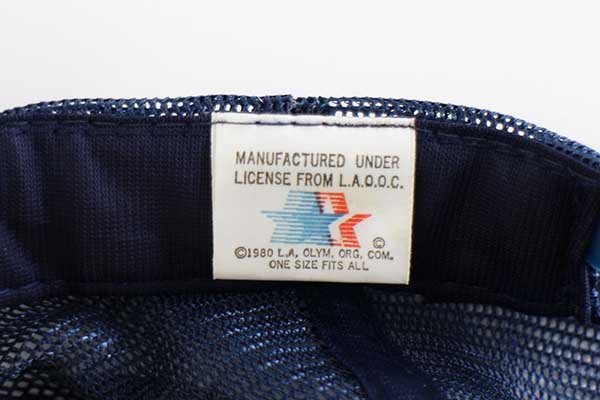 MANUFACTURED UNDER
LICENSE FROM L.A.O.O.C.
©
©1980 L.A. OLYM. ORG. COM.
ONE SIZE FITS ALL